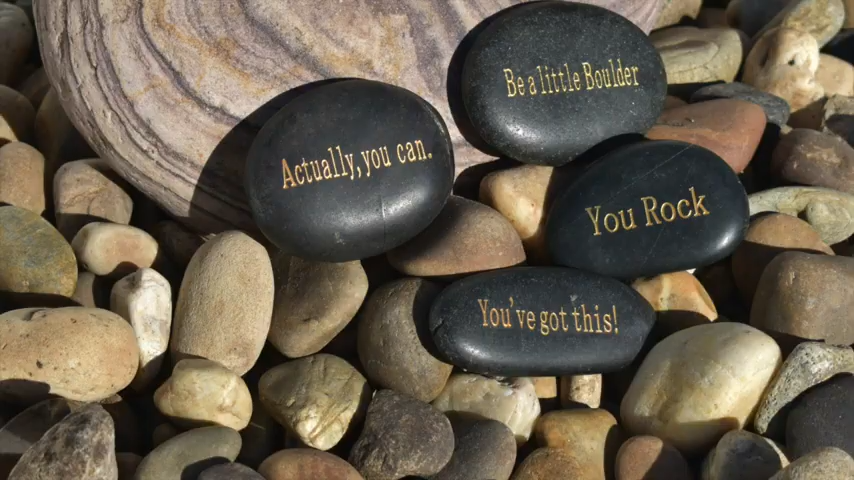 Be a little Boulder
Actually, you can.
You Rock
You've got this!